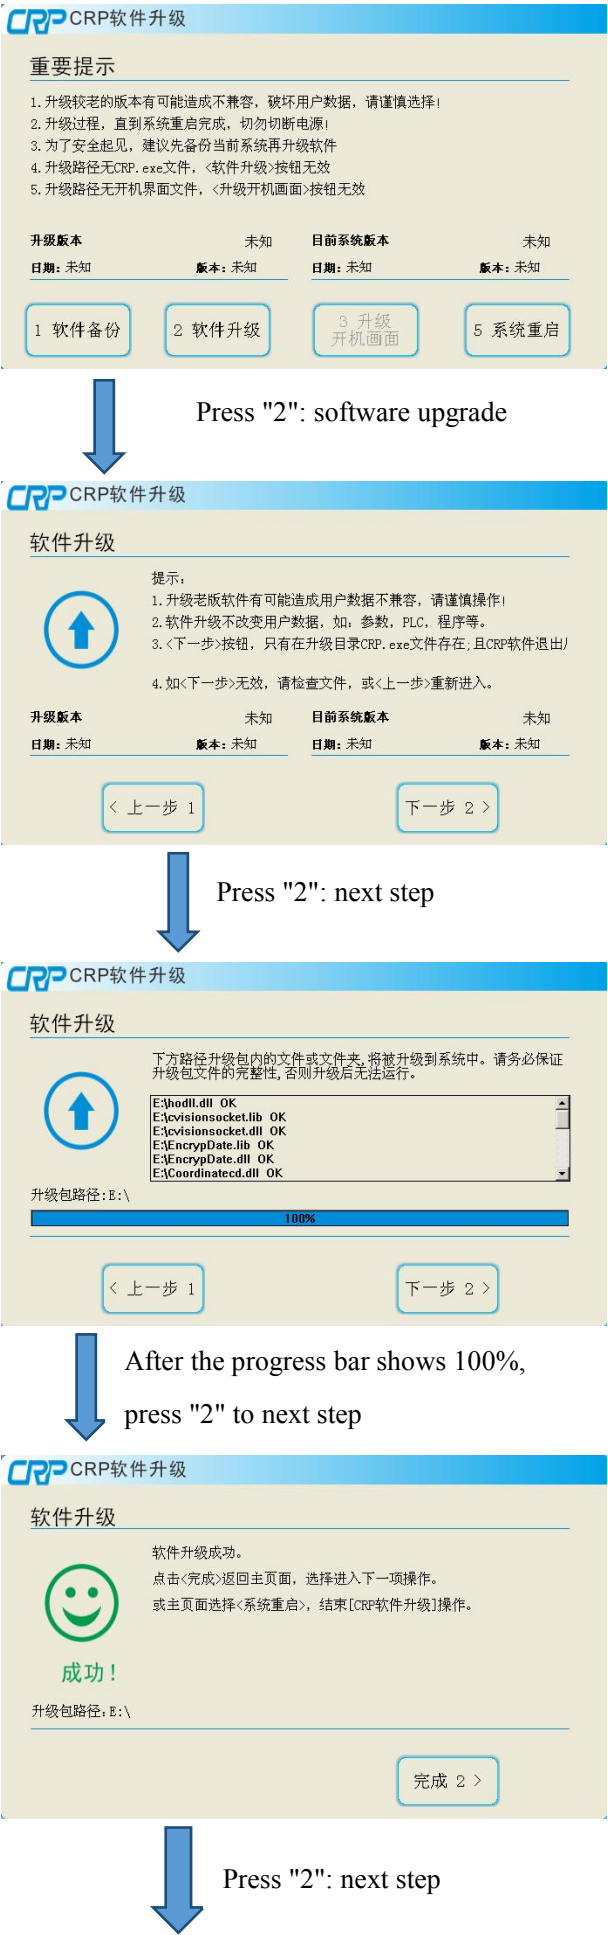 CRP CRP软件升级
重要提示
1.升级较老的版本有可能造成不兼容，破坏用户数据，请谨慎选择!
2.升级过程，直到系统重启完成，切勿切断电源!
3.为了安全起见，建议先备份当前系统再升级软件
4.升级路径无CRP.exe文件，<软件升级>按钮无效
5.升级路径无开机界面文件，<升级开机画面>按钮无效
升级版本 未知 目前系统版本 未知
日期: 未知 版本: 未知 日期: 未知 版本: 未知
1 软件备份 2 软件升级 3 升级 5 系统重启
开机画面
Press "2": software upgrade
CRP CRP软件升级
软件升级
提示:
1.升级老版软件有可能造成用户数据不兼容，请谨慎操作!
2.软件升级不改变用户数据，如: 参数，PLC，程序等。
3.<下一步>按钮，只有在升级目录CRP.exe文件存在;且CRP软件退出
4.如<下一步>无效，请检查文件，或<上一步>重新进入。
升级版本 未知 目前系统版本 未知
日期: 未知 版本: 未知 日期: 未知 版本: 未知
< 上一步 1 下一步 2 >
Press "2": next step
CRP CRP软件升级
软件升级
下方路径升级包内的文件或文件夹,将被升级到系统中。请务必保证
升级包文件的完整性,否则升级后无法运行。
E:\hodll.dll OK
E:\cvisionsocket.lib OK
E:\cvisionsocket.dll OK
E:\EncrypDate.lib OK
E:\EncrypDate.dll OK
E:\Coordinatecd.dll OK
升级包路径:E:\
100%
< 上一步 1 下一步 2 >
After the progress bar shows 100%,
press "2" to next step
CRP CRP软件升级
软件升级
软件升级成功。
点击<完成>返回主页面，选择进入下一项操作。
或主页面选择<系统重启>，结束[CRP软件升级]操作。
成功!
升级包路径:E:\
完成 2 >
Press "2": next step